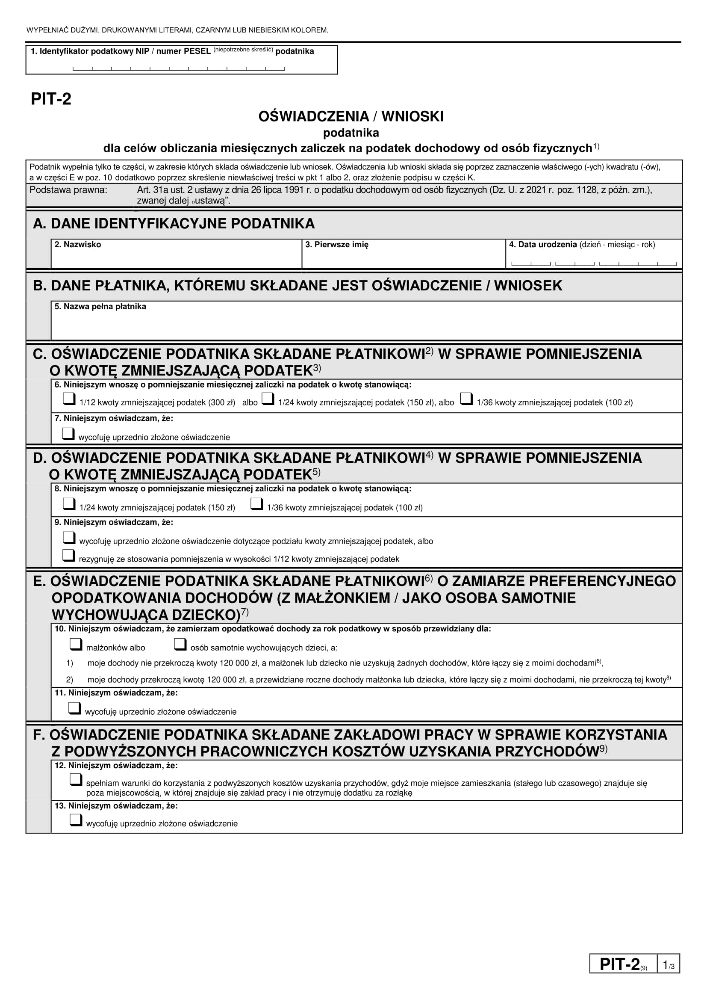 WYPEŁNIAĆ DUŻYMI, DRUKOWANYMI LITERAMI, CZARNYM LUB NIEBIESKIM KOLOREM.
1. Identyfikator podatkowy NIP / numer PESEL (niepotrzebne skreślić) podatnika
PIT-2
OŚWIADCZENIA / WNIOSKI
podatnika
dla celów obliczania miesięcznych zaliczek na podatek dochodowy od osób fizycznych1)
Podatnik wypełnia tylko te części, w zakresie których składa oświadczenie lub wniosek. Oświadczenia lub wnioski składa się poprzez zaznaczenie właściwego (-ych) kwadratu (-ów),
a w części E w poz. 10 dodatkowo poprzez skreślenie niewłaściwej treści w pkt 1 albo 2, oraz złożenie podpisu w części K.
Podstawa prawna: Art. 31a ust. 2 ustawy z dnia 26 lipca 1991 r. o podatku dochodowym od osób fizycznych (Dz. U. z 2021 r. poz. 1128, z późn. zm.),
zwanej dalej „ustawą”.
A. DANE IDENTYFIKACYJNE PODATNIKA
2. Nazwisko 3. Pierwsze imię 4. Data urodzenia (dzień - miesiąc - rok)
B. DANE PŁATNIKA, KTÓREMU SKŁADANE JEST OŚWIADCZENIE / WNIOSEK
5. Nazwa pełna płatnika
C. OŚWIADCZENIE PODATNIKA SKŁADANE PŁATNIKOWI2) W SPRAWIE POMNIEJSZENIA
O KWOTĘ ZMNIEJSZAJĄCĄ PODATEK3)
6. Niniejszym wnoszę o pomniejszanie miesięcznej zaliczki na podatek o kwotę stanowiącą:
❑ 1/12 kwoty zmniejszającej podatek (300 zł) albo ❑ 1/24 kwoty zmniejszającej podatek (150 zł), albo ❑ 1/36 kwoty zmniejszającej podatek (100 zł)
7. Niniejszym oświadczam, że:
❑ wycofuję uprzednio złożone oświadczenie
D. OŚWIADCZENIE PODATNIKA SKŁADANE PŁATNIKOWI4) W SPRAWIE POMNIEJSZENIA
O KWOTĘ ZMNIEJSZAJĄCĄ PODATEK5)
8. Niniejszym wnoszę o pomniejszanie miesięcznej zaliczki na podatek o kwotę stanowiącą:
❑ 1/24 kwoty zmniejszającej podatek (150 zł) ❑ 1/36 kwoty zmniejszającej podatek (100 zł)
9. Niniejszym oświadczam, że:
❑ wycofuję uprzednio złożone oświadczenie dotyczące podziału kwoty zmniejszającej podatek, albo
❑ rezygnuję ze stosowania pomniejszenia w wysokości 1/12 kwoty zmniejszającej podatek
E. OŚWIADCZENIE PODATNIKA SKŁADANE PŁATNIKOWI6) O ZAMIARZE PREFERENCYJNEGO
OPODATKOWANIA DOCHODÓW (Z MAŁŻONKIEM / JAKO OSOBA SAMOTNIE
WYCHOWUJĄCA DZIECKO)7)
10. Niniejszym oświadczam, że zamierzam opodatkować dochody za rok podatkowy w sposób przewidziany dla:
❑ małżonków albo ❑ osób samotnie wychowujących dzieci, a:
1) moje dochody nie przekroczą kwoty 120 000 zł, a małżonek lub dziecko nie uzyskują żadnych dochodów, które łączy się z moimi dochodami8),
2) moje dochody przekroczą kwotę 120 000 zł, a przewidziane roczne dochody małżonka lub dziecka, które łączy się z moimi dochodami, nie przekroczą tej kwoty8)
11. Niniejszym oświadczam, że:
❑ wycofuję uprzednio złożone oświadczenie
F. OŚWIADCZENIE PODATNIKA SKŁADANE ZAKŁADOWI PRACY W SPRAWIE KORZYSTANIA
Z PODWYŻSZONYCH PRACOWNICZYCH KOSZTÓW UZYSKANIA PRZYCHODÓW9)
12. Niniejszym oświadczam, że:
❑ spełniam warunki do korzystania z podwyższonych kosztów uzyskania przychodów, gdyż moje miejsce zamieszkania (stałego lub czasowego) znajduje się
poza miejscowością, w której znajduje się zakład pracy i nie otrzymuję dodatku za rozłąkę
13. Niniejszym oświadczam, że:
❑ wycofuję uprzednio złożone oświadczenie
PIT-2(9) 1/3